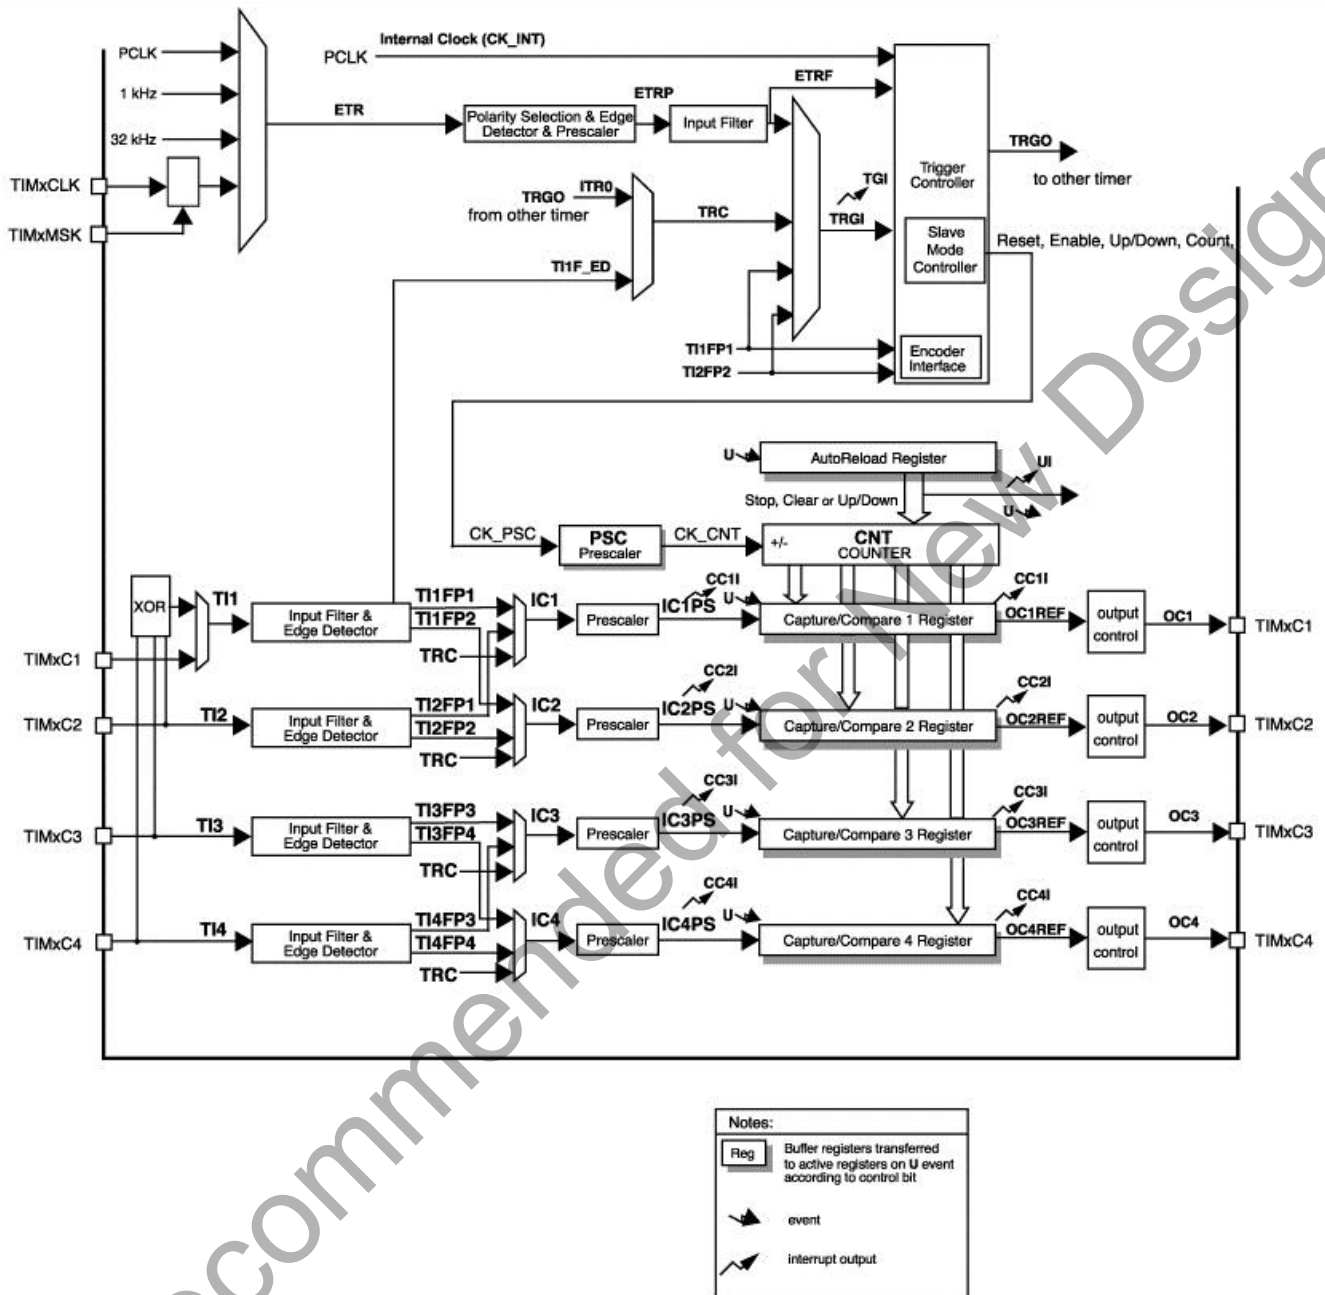 Internal Clock (CK_INT)
PCLK
PCLK
1 kHz
32 kHz
TIMxCLK
TIMxMSK
ETR
Polarity Selection & Edge
Detector & Prescaler
ETRP
Input Filter
ETRF
TRGO
from other timer
ITR0
TI1F_ED
TRC
TGI
TRGI
Trigger
Controller
Slave
Mode
Controller
Encoder
Interface
TRGO
to other timer
Reset, Enable, Up/Down, Count,
TI1FP1
TI2FP2
U
AutoReload Register
UI
Stop, Clear or Up/Down
U
CK_PSC
PSC
Prescaler
CK_CNT
+/-
CNT
COUNTER
XOR
TI1
Input Filter &
Edge Detector
TI1FP1
TI1FP2
TRC
IC1
Prescaler
CC1I
IC1PS
U
Capture/Compare 1 Register
CC1I
OC1REF
output
control
OC1
TIMxC1
TIMxC1
TIMxC2
TI2
Input Filter &
Edge Detector
TI2FP1
TI2FP2
TRC
IC2
Prescaler
CC2I
IC2PS
U
Capture/Compare 2 Register
CC2I
OC2REF
output
control
OC2
TIMxC2
TIMxC3
TI3
Input Filter &
Edge Detector
TI3FP3
TI3FP4
TRC
IC3
Prescaler
CC3I
IC3PS
U
Capture/Compare 3 Register
CC3I
OC3REF
output
control
OC3
TIMxC3
TIMxC4
TI4
Input Filter &
Edge Detector
TI4FP3
TI4FP4
TRC
IC4
Prescaler
CC4I
IC4PS
U
Capture/Compare 4 Register
CC4I
OC4REF
output
control
OC4
TIMxC4
Notes:
Reg
Buffer registers transferred
to active registers on U event
according to control bit
event
interrupt output
ecommended for New Design